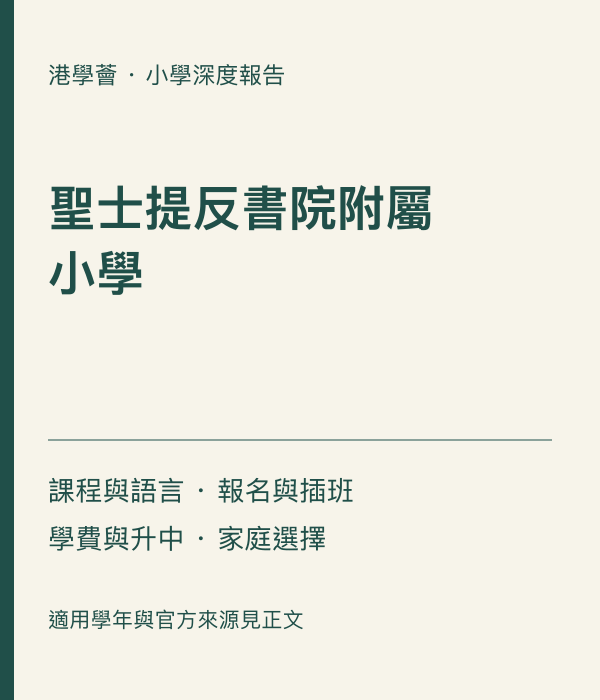 港學薈 · 小學深度報告
聖士提反書院附屬
小學
課程與語言 · 報名與插班
學費與升中 · 家庭選擇
適用學年與官方來源見正文